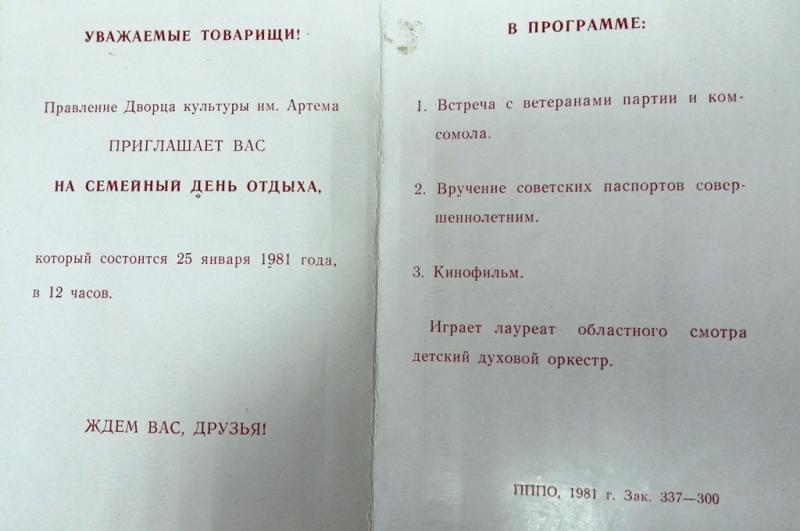 УВАЖАЕМЫЕ ТОВАРИЩИ!
Правление Дворца культуры им. Артема
ПРИГЛАШАЕТ ВАС
НА СЕМЕЙНЫЙ ДЕНЬ ОТДЫХА,
который состоится 25 января 1981 года,
в 12 часов.
ЖДЕМ ВАС, ДРУЗЬЯ!
В ПРОГРАММЕ:
1. Встреча с ветеранами партии и ком-
сомола.
2. Вручение советских паспортов совер-
шеннолетним.
3. Кинофильм.
Играет лауреат областного смотра
детский духовой оркестр.
ПППО, 1981 г. Зак. 337—300